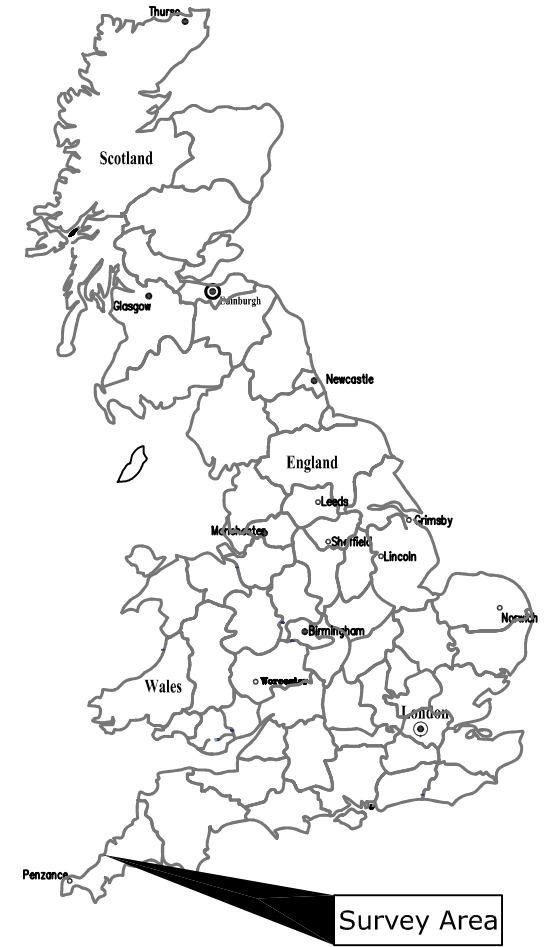 Thurso
Scotland
Glasgow
Edinburgh
Newcastle
England
Leeds
Grimsby
Manchester
Sheffield
Lincoln
Norwich
Birmingham
Wales
Worcester
London
Penzance
Survey Area